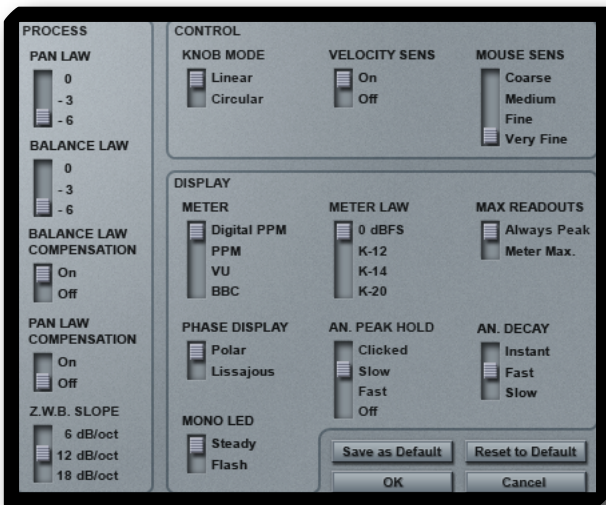 PROCESS
PAN LAW
0
- 3
- 6
BALANCE LAW
0
- 3
- 6
BALANCE LAW
COMPENSATION
On
Off
PAN LAW
COMPENSATION
On
Off
Z.W.B. SLOPE
6 dB/oct
12 dB/oct
18 dB/oct
CONTROL
KNOB MODE
Linear
Circular
VELOCITY SENS
On
Off
MOUSE SENS
Coarse
Medium
Fine
Very Fine
DISPLAY
METER
Digital PPM
PPM
VU
BBC
METER LAW
0 dBFS
K-12
K-14
K-20
MAX READOUTS
Always Peak
Meter Max.
PHASE DISPLAY
Polar
Lissajous
AN. PEAK HOLD
Clicked
Slow
Fast
Off
AN. DECAY
Instant
Fast
Slow
MONO LED
Steady
Flash
Save as Default
Reset to Default
OK
Cancel